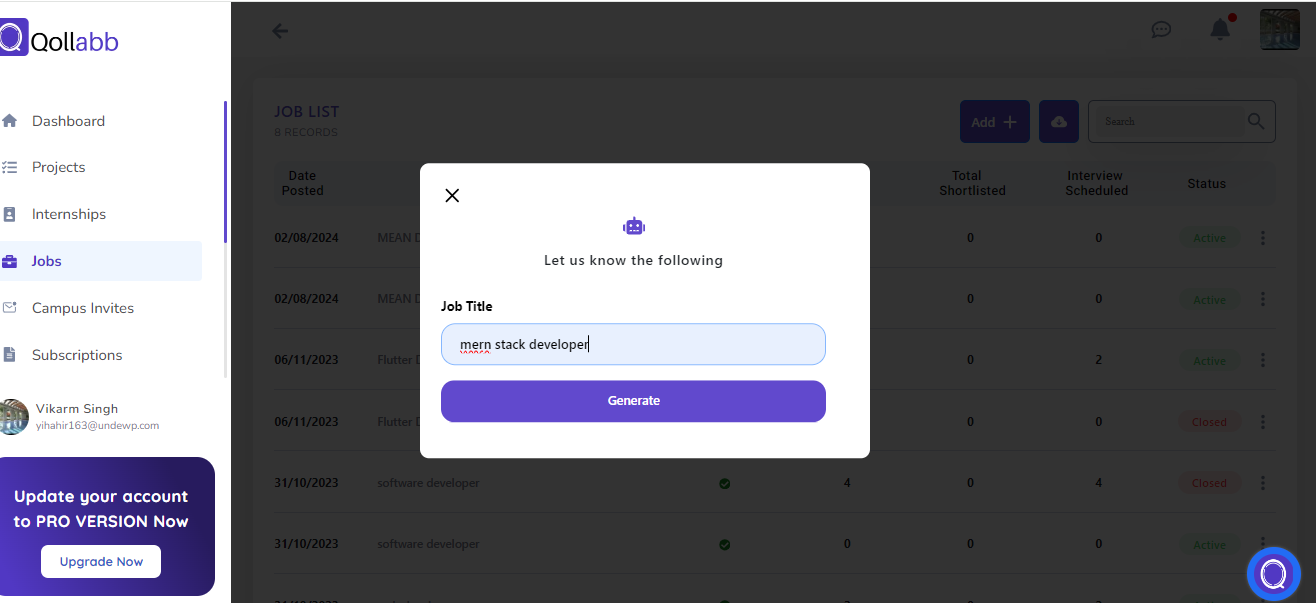 Qollabb
Dashboard
Projects
Internships
Jobs
Campus Invites
Subscriptions
Vikarm Singh
yihahir163@undewp.com
Update your account
to PRO VERSION Now
Upgrade Now
JOB LIST
8 RECORDS
Add
Search
Date
Posted
Total
Shortlisted
Interview
Scheduled
Status
02/08/2024 MEAN D 0 0 Active
02/08/2024 MEAN D 0 0 Active
06/11/2023 Flutter D 0 2 Active
06/11/2023 Flutter D 0 0 Closed
31/10/2023 software developer 4 0 4 Closed
31/10/2023 software developer 0 0 0 Active
Let us know the following
Job Title
mern stack developer
Generate